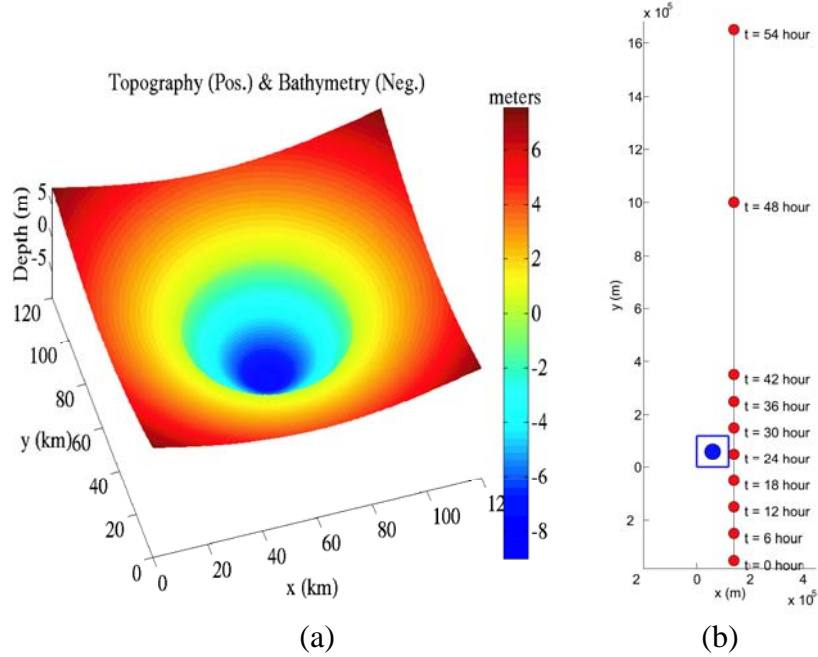 Topography (Pos.) & Bathymetry (Neg.)
meters
6
4
2
0
-2
-4
-6
-8
Depth (m)
5
0
-5
120
100
80
60
40
20
0
y (km)
0
20
40
60
80
100
12
x (km)
(a)
x 10^5
16
14
12
10
8
6
4
2
0
2
y (m)
t = 54 hour
t = 48 hour
t = 42 hour
t = 36 hour
t = 30 hour
t = 24 hour
t = 18 hour
t = 12 hour
t = 6 hour
t = 0 hour
2
0
2
4
x (m)
x 10^5
(b)